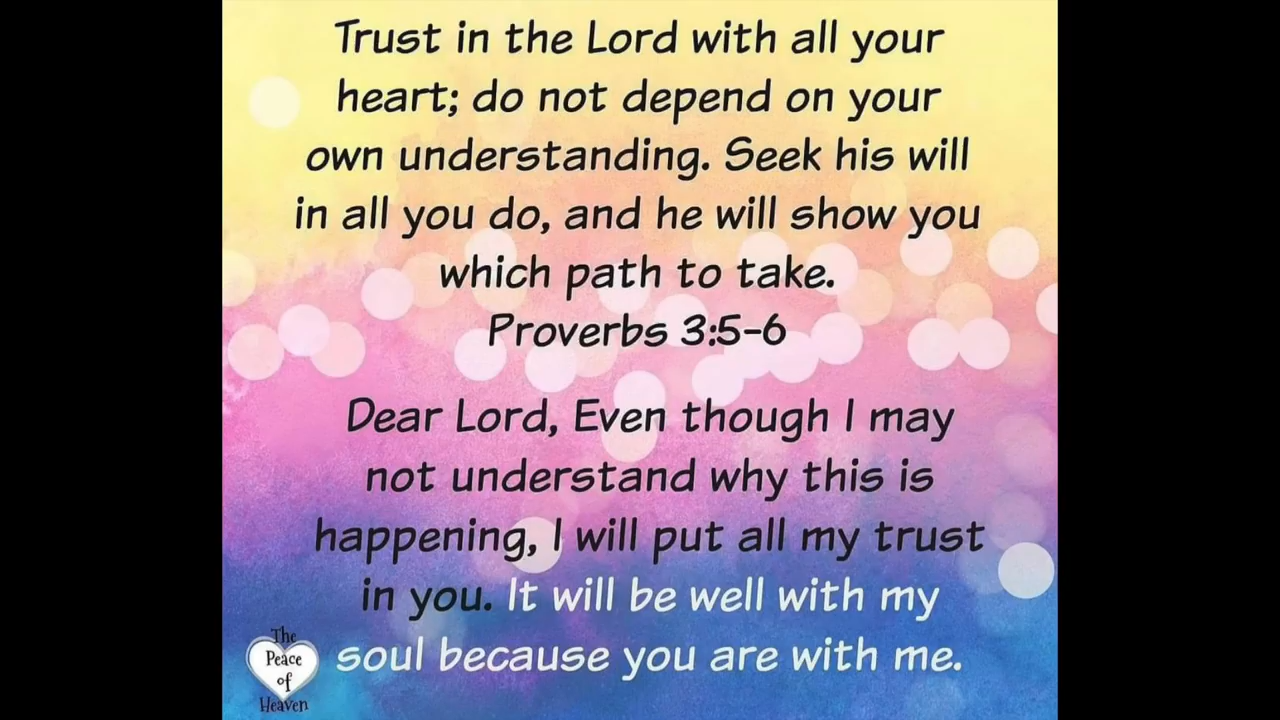 Trust in the Lord with all your
heart; do not depend on your
own understanding. Seek his will
in all you do, and he will show you
which path to take.
Proverbs 3:5-6
Dear Lord, Even though I may
not understand why this is
happening, I will put all my trust
in you. It will be well with my
soul because you are with me.
The
Peace
of
Heaven